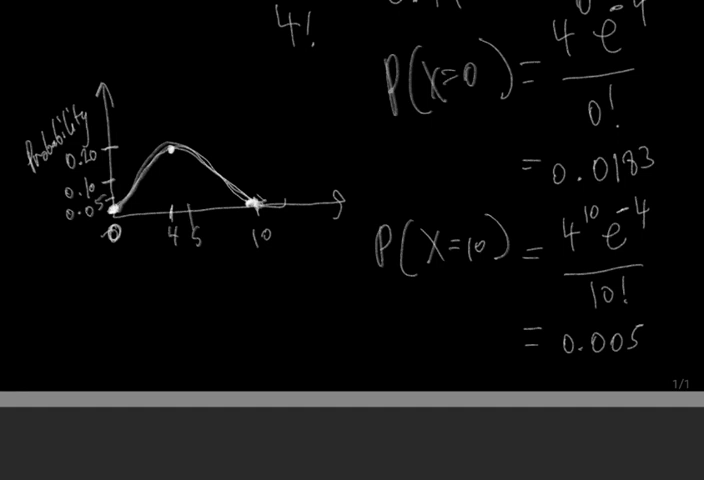 4!
P(X=0) = 4⁰e⁻⁴
0!
= 0.0183
Probability
0.20
0.10
0.05
0 4 5 10
P(X=10) = 4¹⁰e⁻⁴
10!
= 0.005
1/1